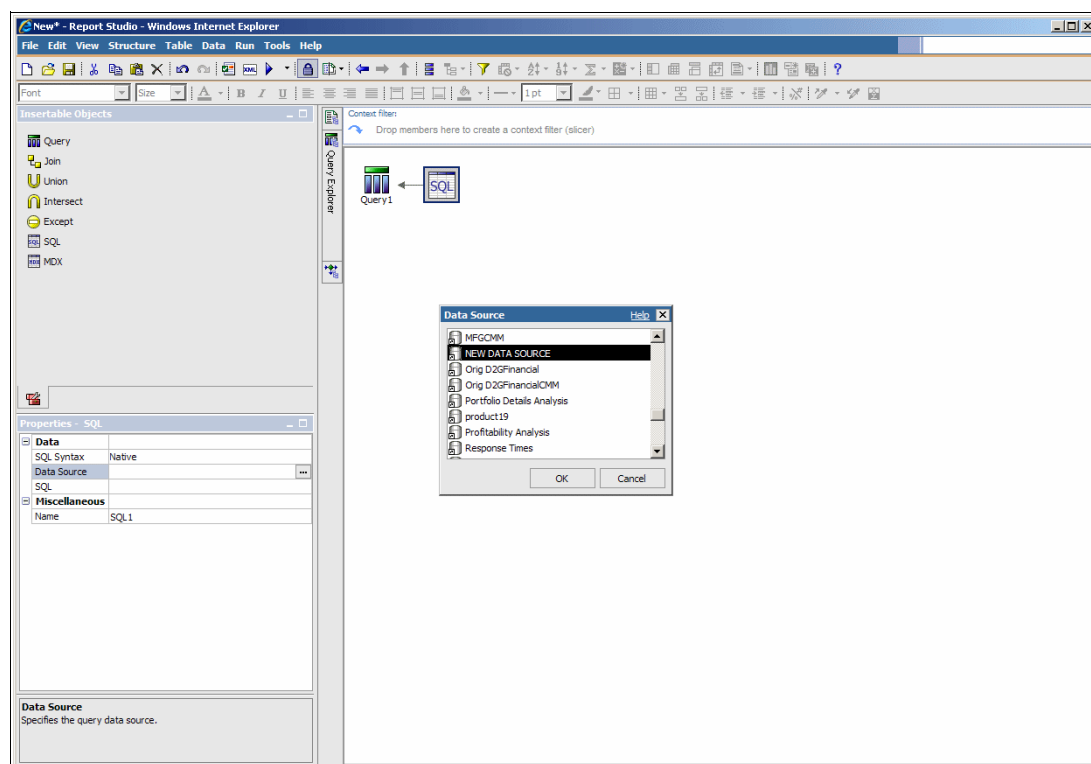 New* - Report Studio - Windows Internet Explorer
File Edit View Structure Table Data Run Tools Help
Font Size B I U 1 pt
Insertable Objects
Query
Join
Union
Intersect
Except
SQL
MDX
Query Explorer
Context filter:
Drop members here to create a context filter (slicer)
Query1
SQL
Data Source Help
MFGCMM
NEW DATA SOURCE
Orig D2GFinancial
Orig D2GFinancialCMM
Portfolio Details Analysis
product19
Profitability Analysis
Response Times
OK Cancel
Properties - SQL
Data
SQL Syntax Native
Data Source ...
SQL
Miscellaneous
Name SQL1
Data Source
Specifies the query data source.